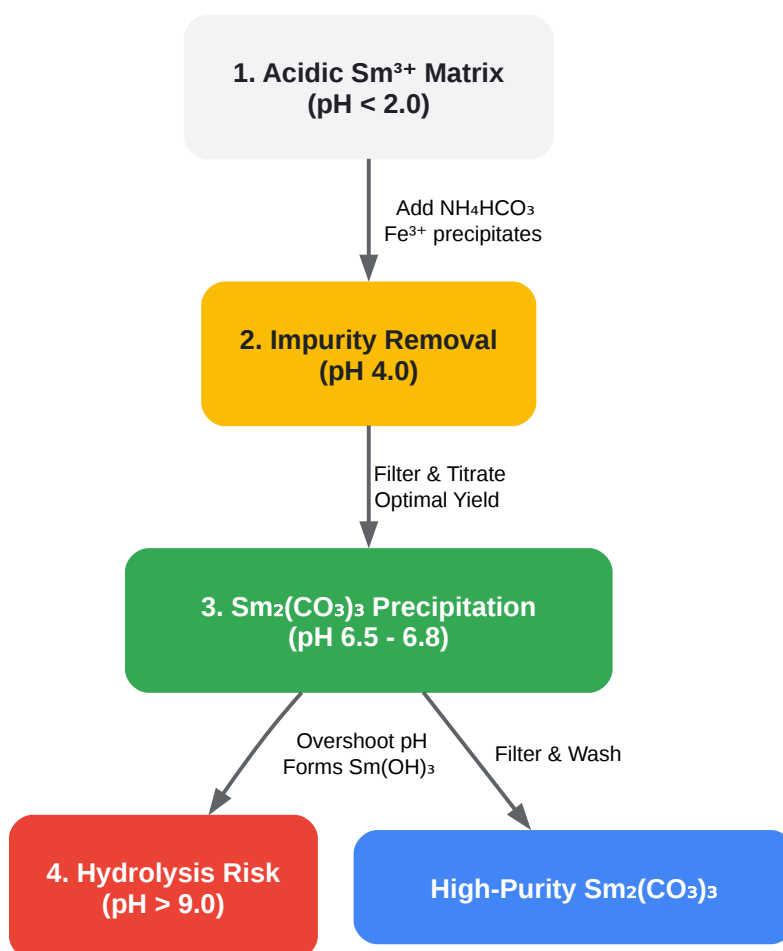 1. Acidic Sm³⁺ Matrix
(pH < 2.0)
Add NH₄HCO₃
Fe³⁺ precipitates
2. Impurity Removal
(pH 4.0)
Filter & Titrate
Optimal Yield
3. Sm₂(CO₃)₃ Precipitation
(pH 6.5 - 6.8)
Overshoot pH
Forms Sm(OH)₃
Filter & Wash
4. Hydrolysis Risk
(pH > 9.0)
High-Purity Sm₂(CO₃)₃